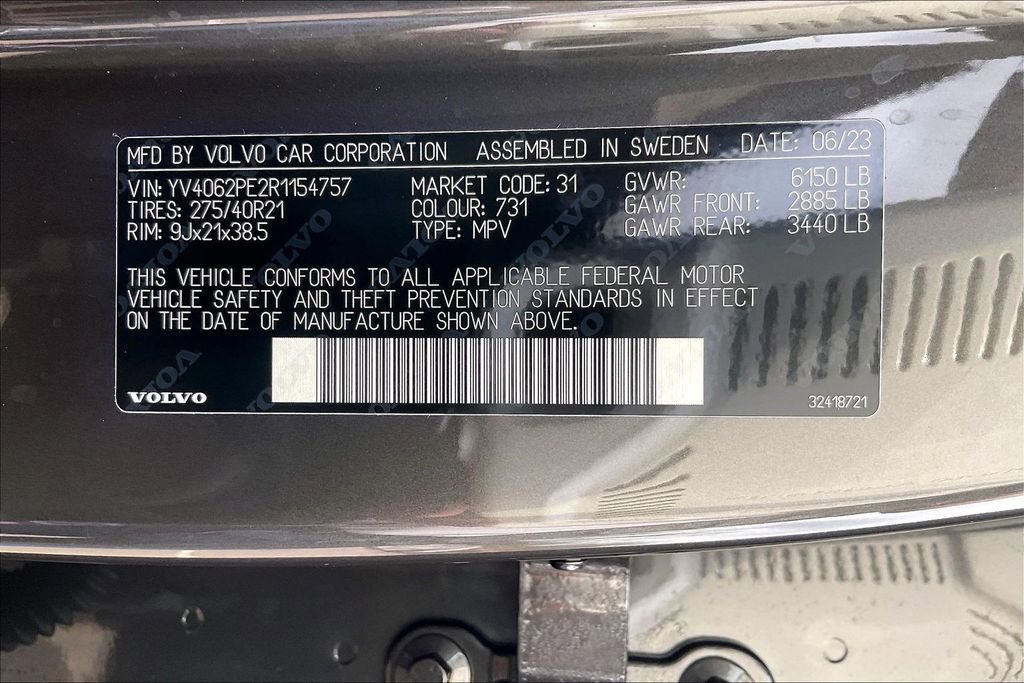 MFD BY VOLVO CAR CORPORATION ASSEMBLED IN SWEDEN DATE: 06/23
VIN: YV4062PE2R1154757 MARKET CODE: 31 GVWR: 6150 LB
TIRES: 275/40R21 COLOUR: 731 GAWR FRONT: 2885 LB
RIM: 9Jx21x38.5 TYPE: MPV GAWR REAR: 3440 LB
THIS VEHICLE CONFORMS TO ALL APPLICABLE FEDERAL MOTOR
VEHICLE SAFETY AND THEFT PREVENTION STANDARDS IN EFFECT
ON THE DATE OF MANUFACTURE SHOWN ABOVE.
VOLVO
32418721